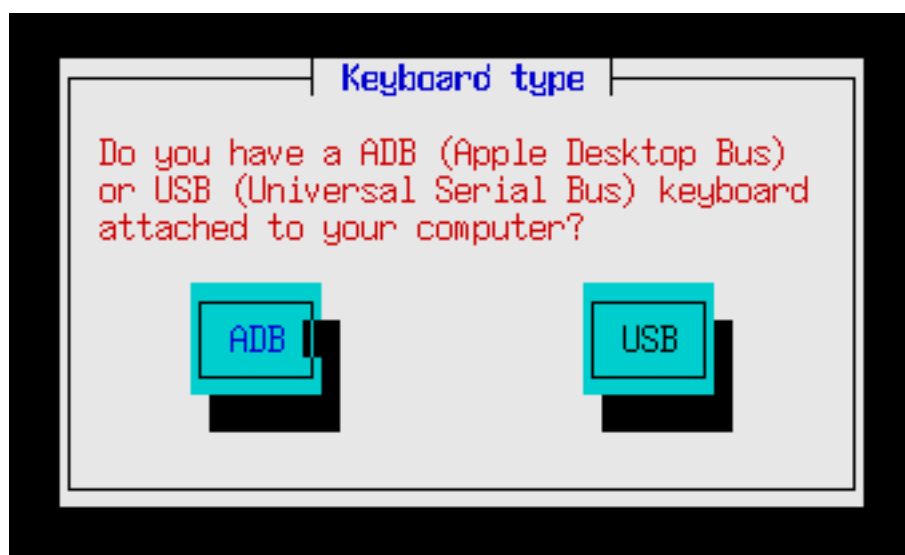 Keyboard type
Do you have a ADB (Apple Desktop Bus)
or USB (Universal Serial Bus) keyboard
attached to your computer?
ADB
USB